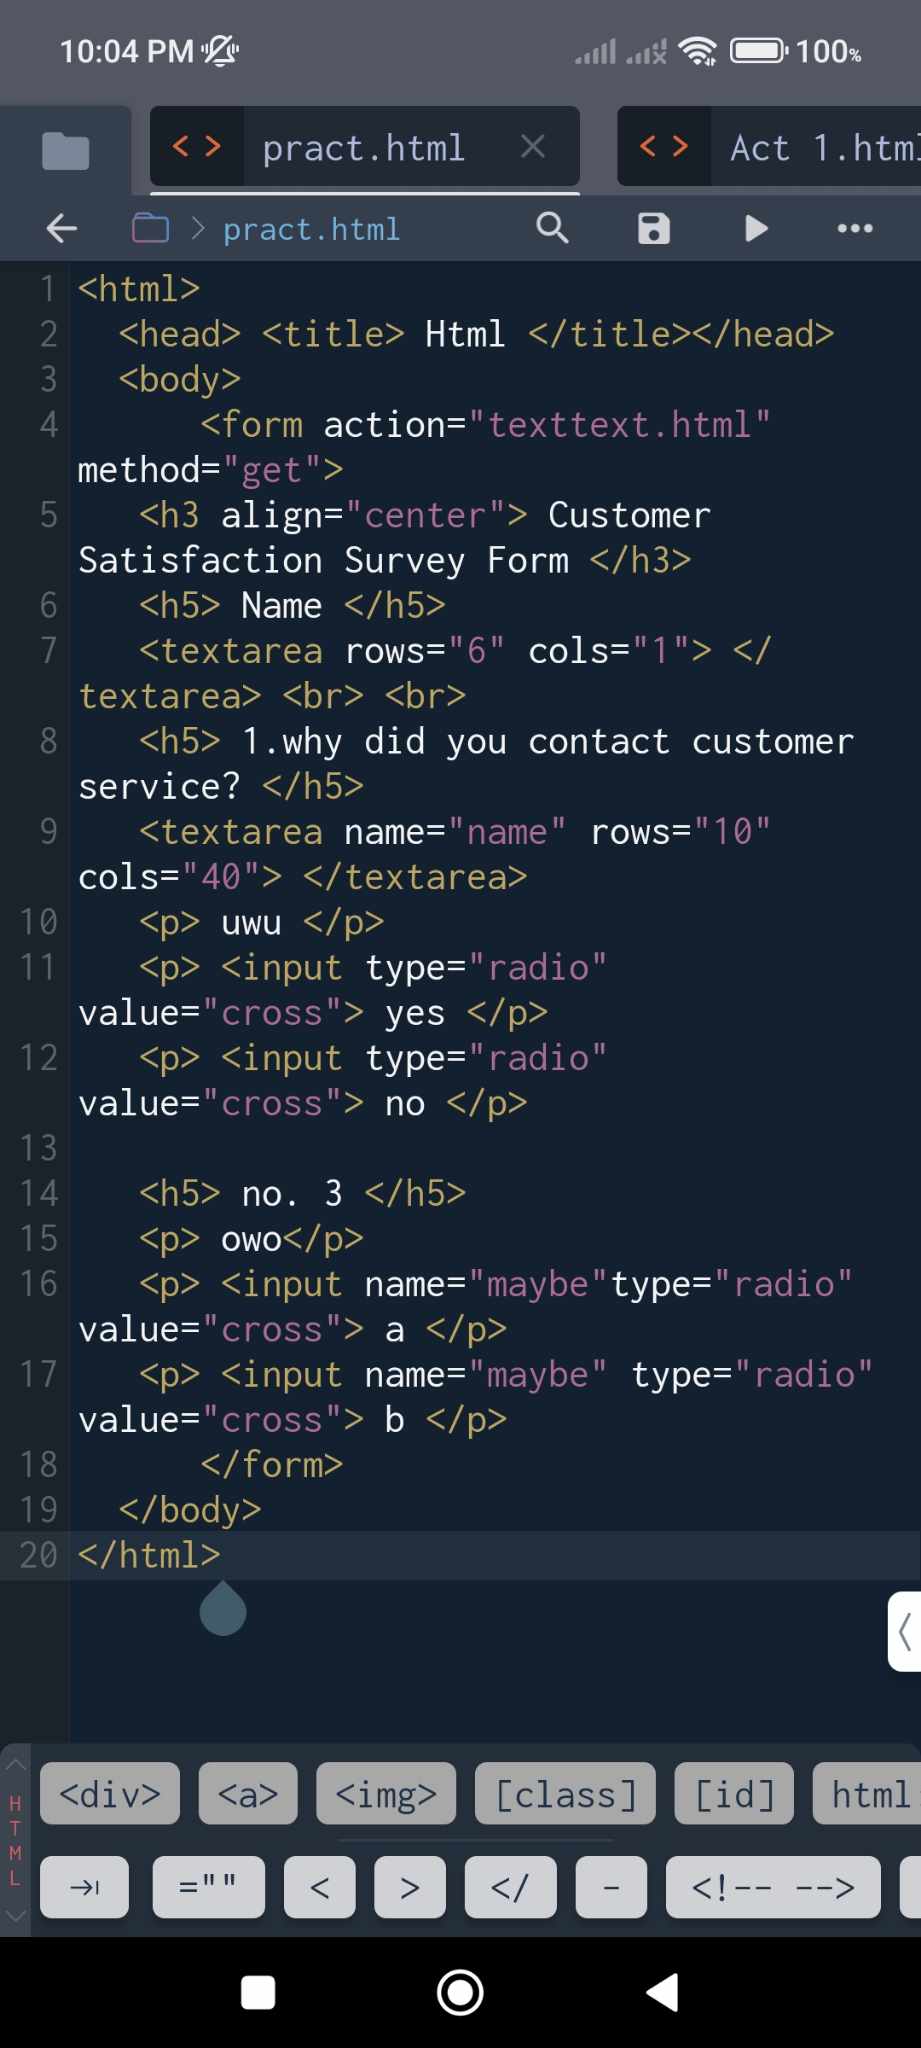 10:04 PM 100%
pract.html Act 1.html
pract.html
1 <html>
2 <head> <title> Html </title></head>
3 <body>
4 <form action="texttext.html"
method="get">
5 <h3 align="center"> Customer
Satisfaction Survey Form </h3>
6 <h5> Name </h5>
7 <textarea rows="6" cols="1"> </
textarea> <br> <br>
8 <h5> 1.why did you contact customer
service? </h5>
9 <textarea name="name" rows="10"
cols="40"> </textarea>
10 <p> uwu </p>
11 <p> <input type="radio"
value="cross"> yes </p>
12 <p> <input type="radio"
value="cross"> no </p>
13
14 <h5> no. 3 </h5>
15 <p> owo</p>
16 <p> <input name="maybe"type="radio"
value="cross"> a </p>
17 <p> <input name="maybe" type="radio"
value="cross"> b </p>
18 </form>
19 </body>
20 </html>
HTML
<div> <a> <img> [class] [id] html
="" < > </ - <!-- -->